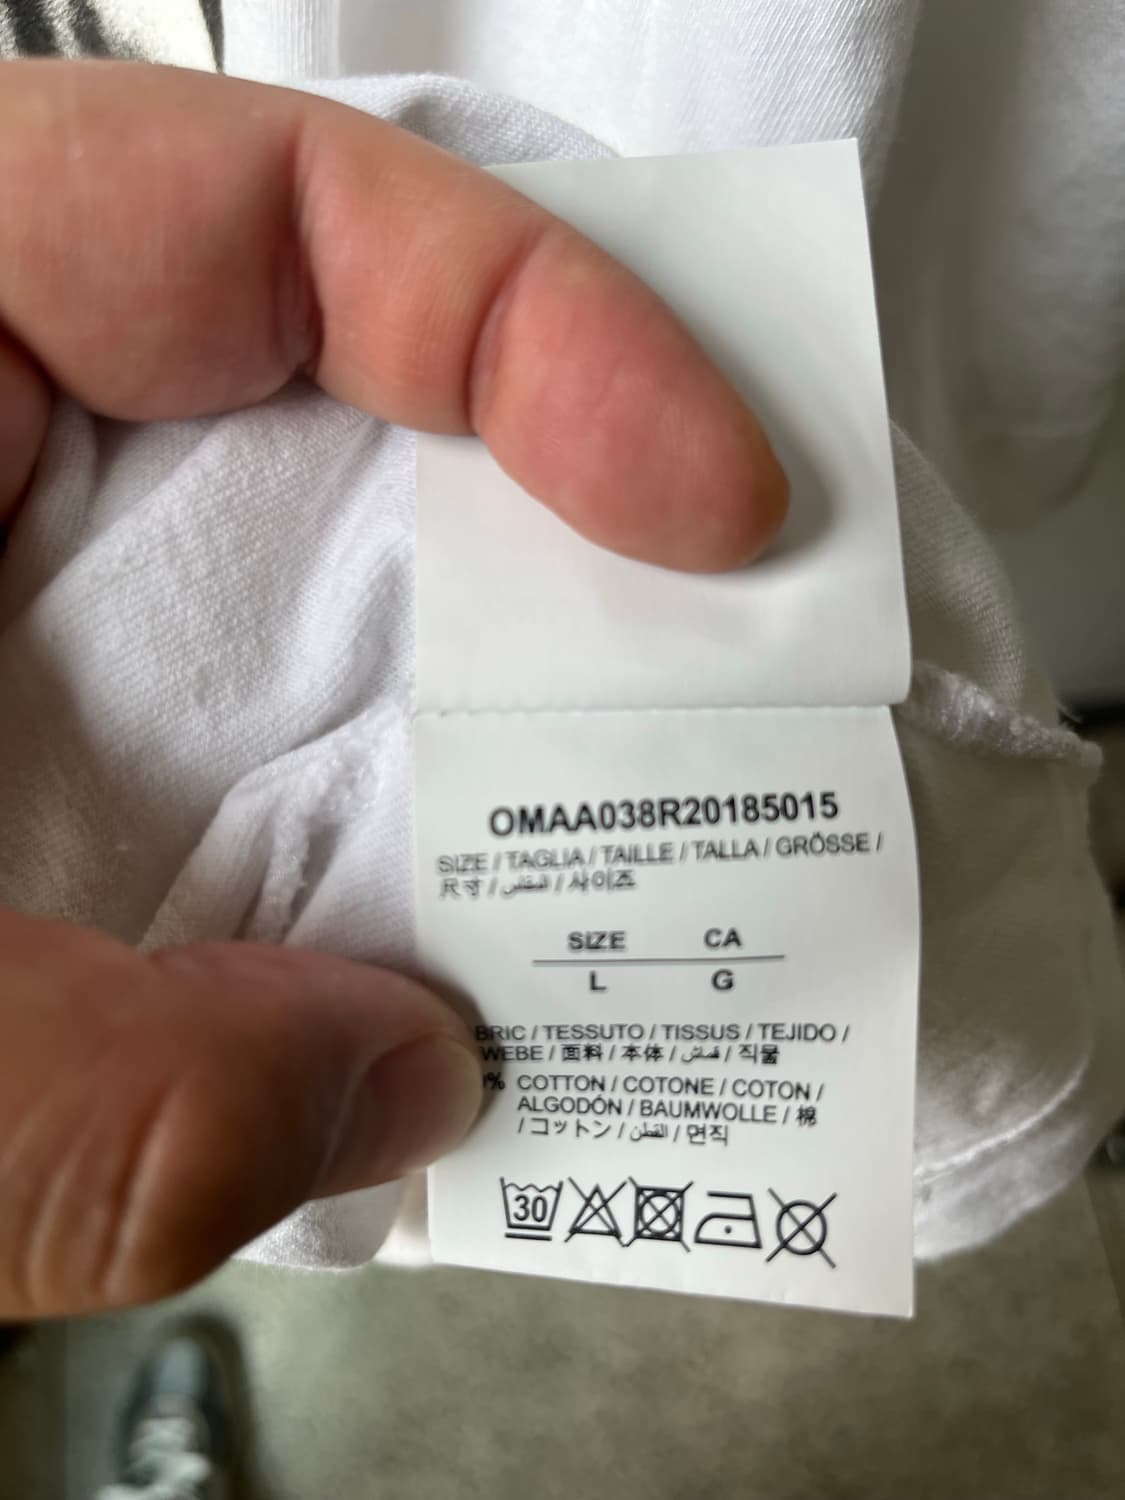 OMAA038R20185015
SIZE / TAGLIA / TAILLE / TALLA / GRÖSSE /
尺寸 / المقاس / 사이즈
SIZE CA
L G
BRIC / TESSUTO / TISSUS / TEJIDO /
WEBE / 面料 / 本体 / قماش / 직물
% COTTON / COTONE / COTON /
ALGODÓN / BAUMWOLLE / 棉
/ コットン / القطن / 면직
30